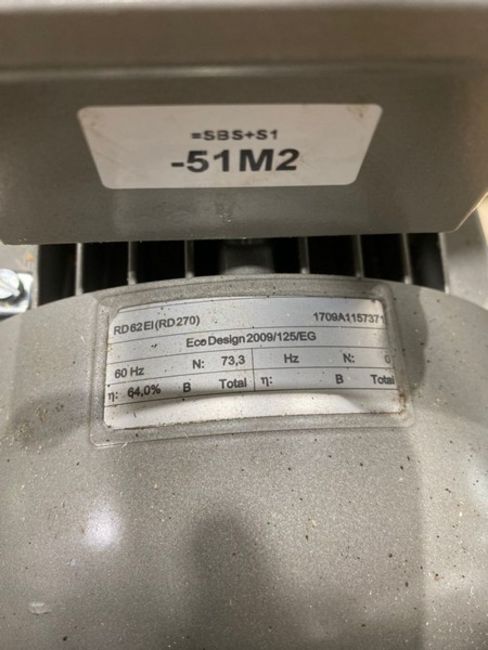 =SBS+S1
-51M2
RD62EI(RD270) 1709A1157371
Eco Design 2009/125/EG
60 Hz N: 73,3 Hz N: 0
η: 64,0% B Total η: B Total